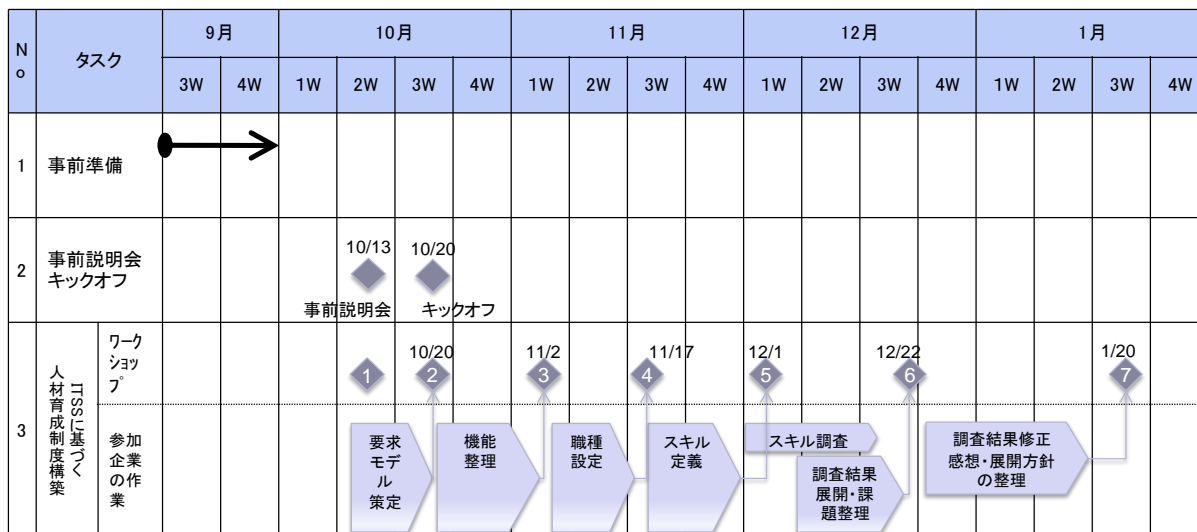 No
タスク
9月
10月
11月
12月
1月
3W 4W 1W 2W 3W 4W 1W 2W 3W 4W 1W 2W 3W 4W 1W 2W 3W 4W
1
事前準備
2
事前説明会
キックオフ
10/13 10/20
事前説明会 キックオフ
3
ITSSに基づく
人材育成制度構築
ワーク
ショッ
プ
10/20 11/2 11/17 12/1 12/22 1/20
1 2 3 4 5 6 7
参加
企業
の作
業
要求
モデ
ル
策定
機能
整理
職種
設定
スキル
定義
スキル調査
調査結果
展開・課
題整理
調査結果修正
感想・展開方針
の整理